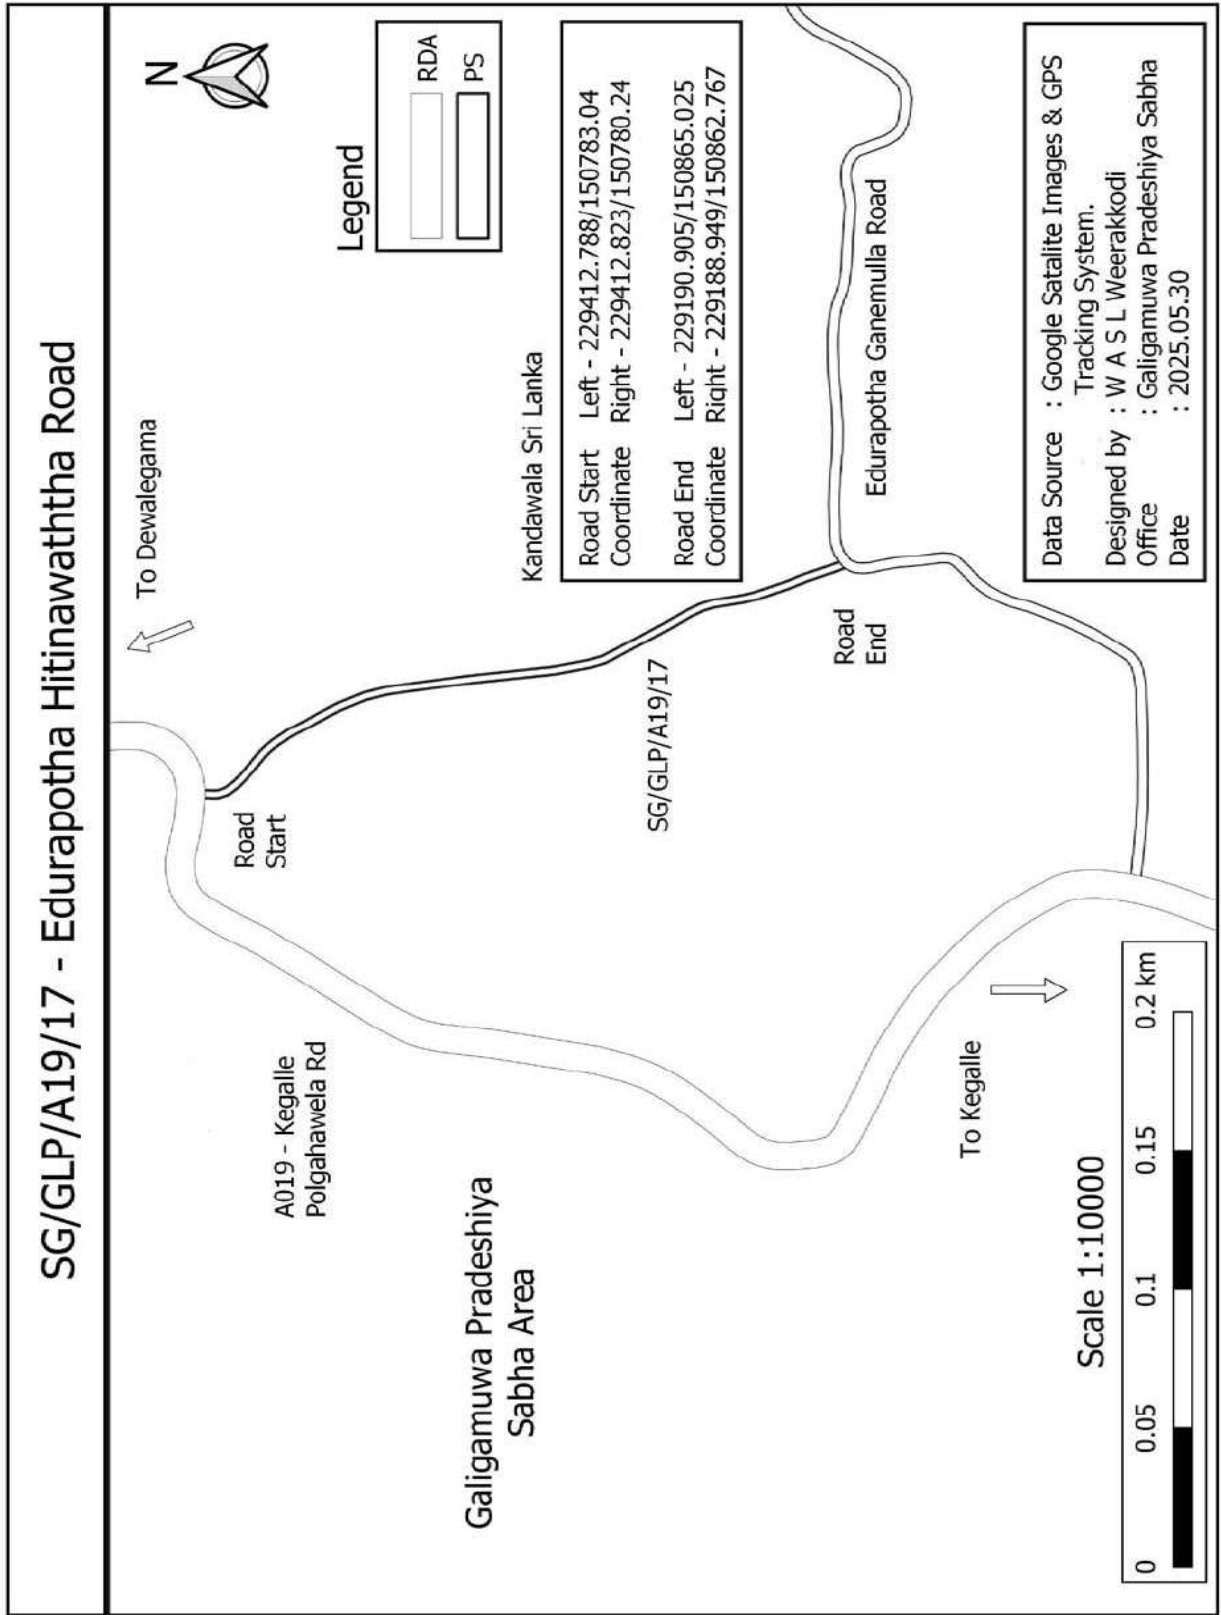 SG/GLP/A19/17 - Edurapotha Hitinawaththa Road
To Dewalegama
N
Legend
RDA
PS
Road
Start
A019 - Kegalle
Polgahawela Rd
Galigamuwa Pradeshiya
Sabha Area
Kandawala Sri Lanka
Road Start Left - 229412.788/150783.04
Coordinate Right - 229412.823/150780.24
Road End Left - 229190.905/150865.025
Coordinate Right - 229188.949/150862.767
SG/GLP/A19/17
Road
End
Edurapotha Ganemulla Road
To Kegalle
Scale 1:10000
0 0.05 0.1 0.15 0.2 km
Data Source : Google Satalite Images & GPS
Tracking System.
Designed by : W A S L Weerakkodi
Office : Galigamuwa Pradeshiya Sabha
Date : 2025.05.30